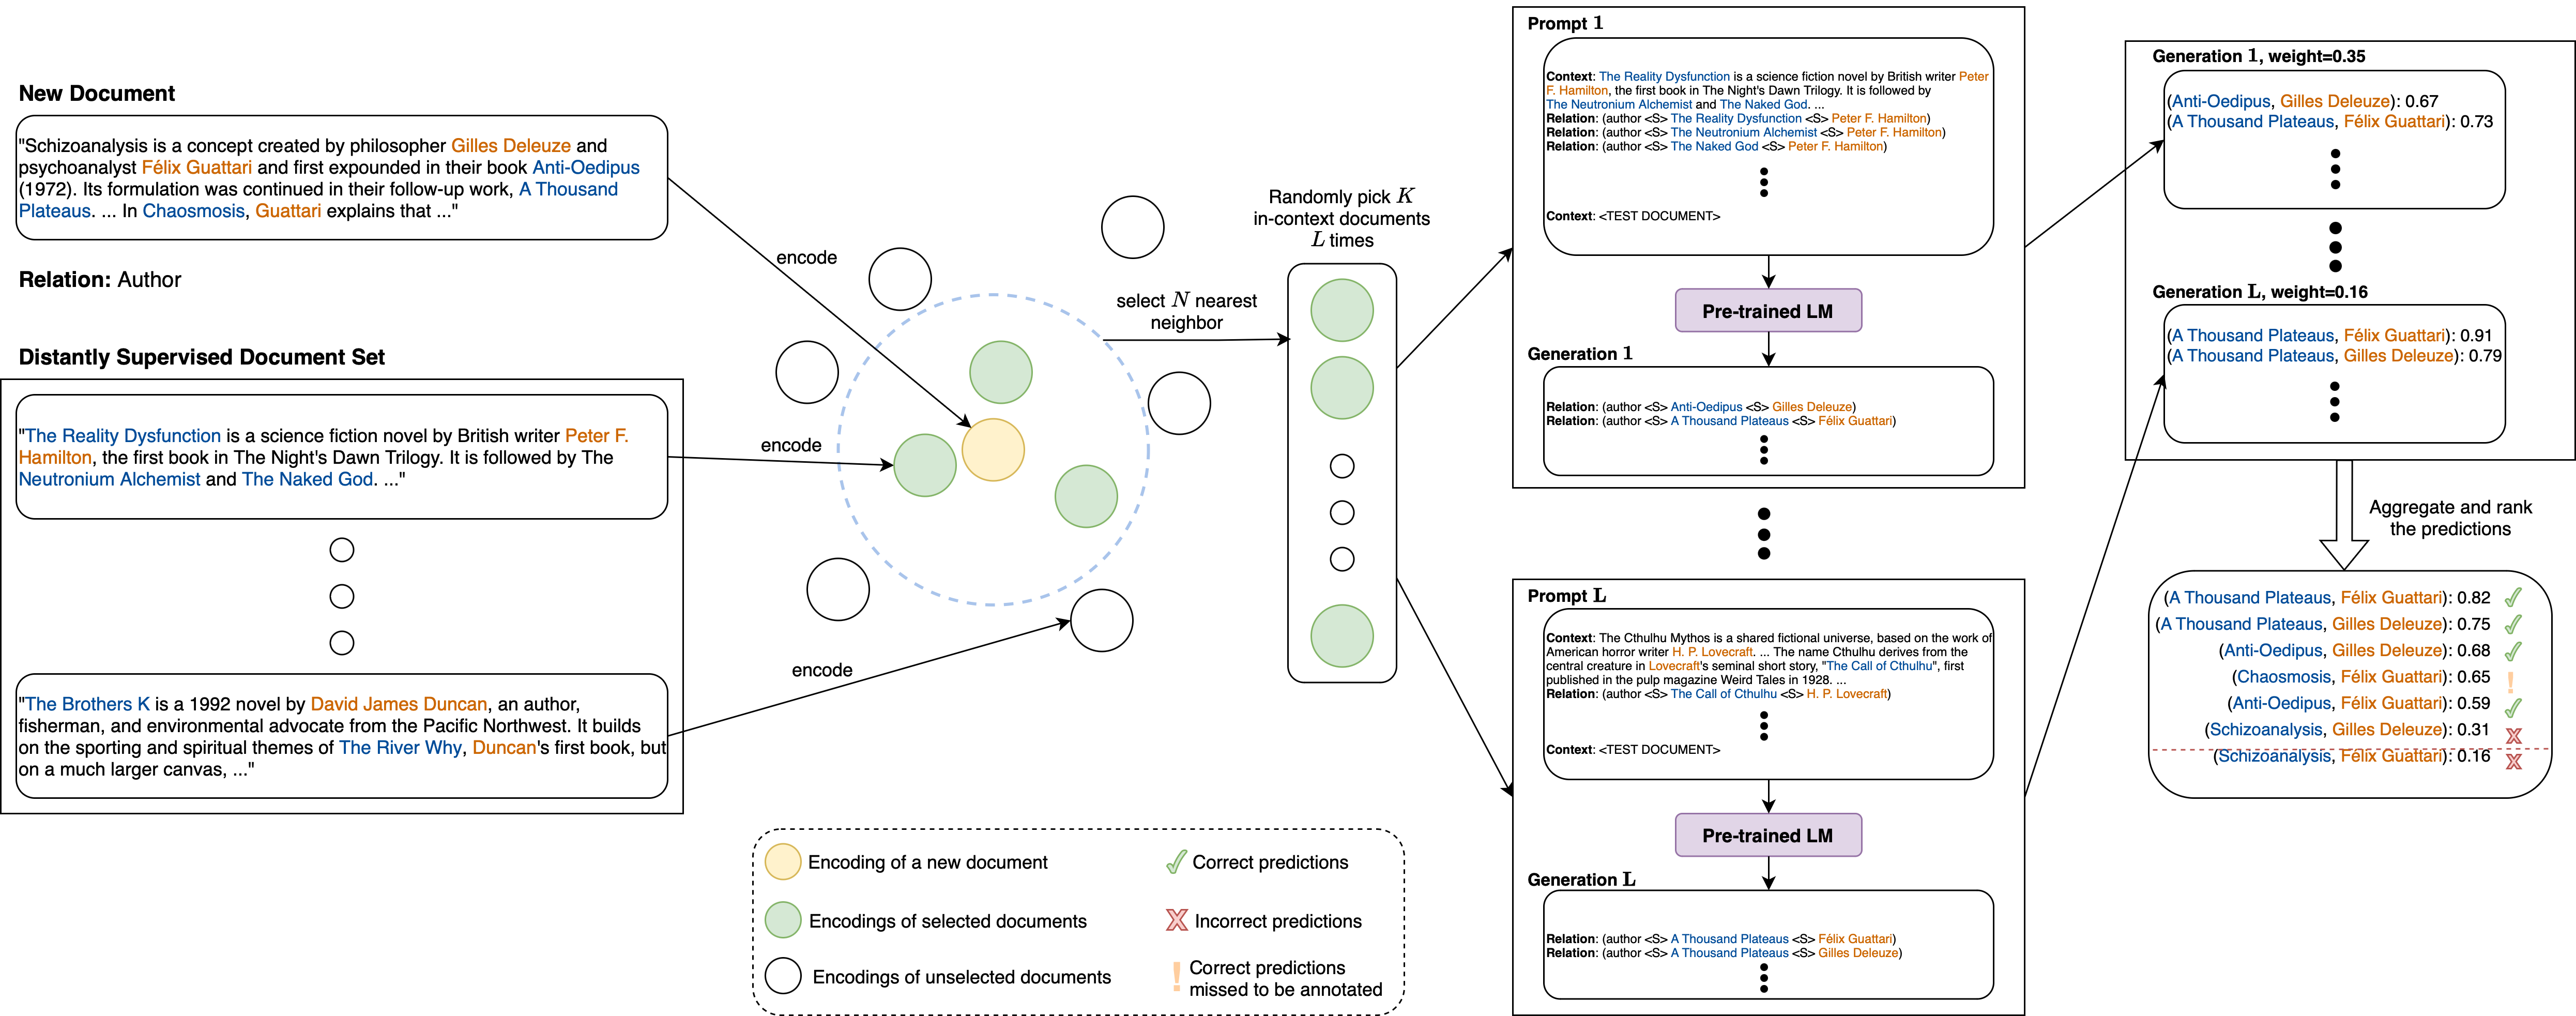 New Document
"Schizoanalysis is a concept created by philosopher Gilles Deleuze and
psychoanalyst Félix Guattari and first expounded in their book Anti-Oedipus
(1972). Its formulation was continued in their follow-up work, A Thousand
Plateaus. ... In Chaosmosis, Guattari explains that ..."
Relation: Author
Distantly Supervised Document Set
"The Reality Dysfunction is a science fiction novel by British writer Peter F.
Hamilton, the first book in The Night's Dawn Trilogy. It is followed by The
Neutronium Alchemist and The Naked God. ..."
"The Brothers K is a 1992 novel by David James Duncan, an author,
fisherman, and environmental advocate from the Pacific Northwest. It builds
on the sporting and spiritual themes of The River Why, Duncan's first book, but
on a much larger canvas, ..."
encode
encode
encode
select N nearest
neighbor
Randomly pick K
in-context documents
L times
Encoding of a new document
Encodings of selected documents
Encodings of unselected documents
Correct predictions
Incorrect predictions
Correct predictions
missed to be annotated
Prompt 1
Context: The Reality Dysfunction is a science fiction novel by British writer Peter
F. Hamilton, the first book in The Night's Dawn Trilogy. It is followed by
The Neutronium Alchemist and The Naked God. ...
Relation: (author <S> The Reality Dysfunction <S> Peter F. Hamilton)
Relation: (author <S> The Neutronium Alchemist <S> Peter F. Hamilton)
Relation: (author <S> The Naked God <S> Peter F. Hamilton)
Context: <TEST DOCUMENT>
Pre-trained LM
Generation 1
Relation: (author <S> Anti-Oedipus <S> Gilles Deleuze)
Relation: (author <S> A Thousand Plateaus <S> Félix Guattari)
Prompt L
Context: The Cthulhu Mythos is a shared fictional universe, based on the work of
American horror writer H. P. Lovecraft. ... The name Cthulhu derives from the
central creature in Lovecraft's seminal short story, "The Call of Cthulhu", first
published in the pulp magazine Weird Tales in 1928. ...
Relation: (author <S> The Call of Cthulhu <S> H. P. Lovecraft)
Context: <TEST DOCUMENT>
Pre-trained LM
Generation L
Relation: (author <S> A Thousand Plateaus <S> Félix Guattari)
Relation: (author <S> A Thousand Plateaus <S> Gilles Deleuze)
Generation 1, weight=0.35
(Anti-Oedipus, Gilles Deleuze): 0.67
(A Thousand Plateaus, Félix Guattari): 0.73
Generation L, weight=0.16
(A Thousand Plateaus, Félix Guattari): 0.91
(A Thousand Plateaus, Gilles Deleuze): 0.79
Aggregate and rank
the predictions
(A Thousand Plateaus, Félix Guattari): 0.82
(A Thousand Plateaus, Gilles Deleuze): 0.75
(Anti-Oedipus, Gilles Deleuze): 0.68
(Chaosmosis, Félix Guattari): 0.65
(Anti-Oedipus, Félix Guattari): 0.59
(Schizoanalysis, Gilles Deleuze): 0.31
(Schizoanalysis, Félix Guattari): 0.16